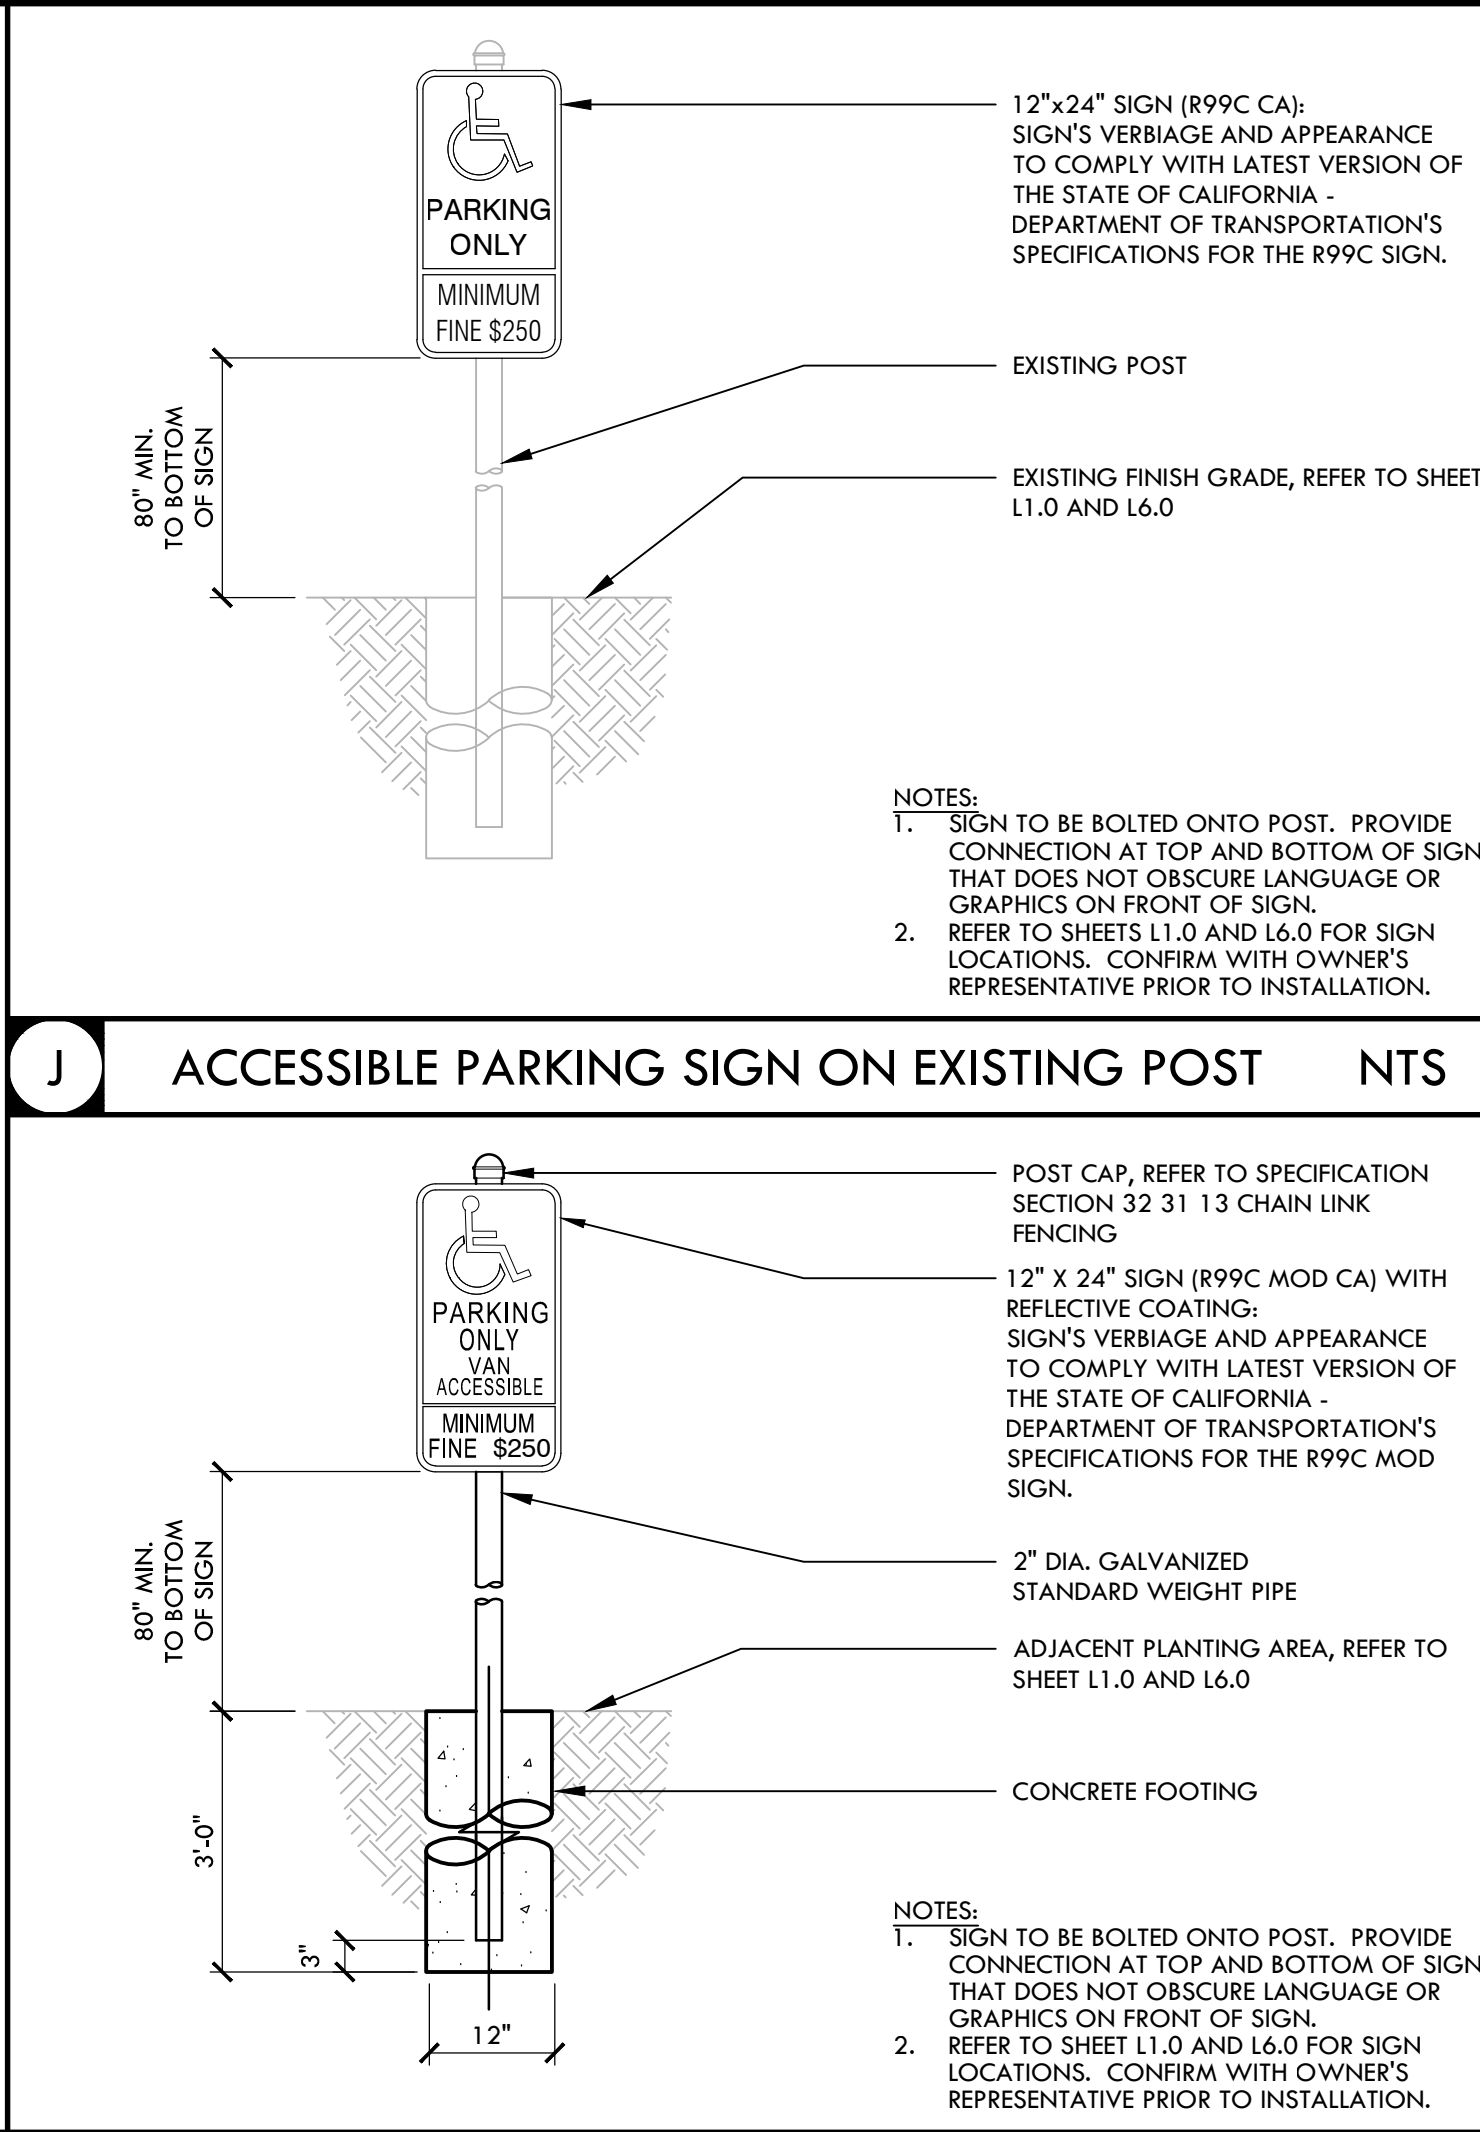 PARKING
ONLY
MINIMUM
FINE $250
12"x24" SIGN (R99C CA):
SIGN'S VERBIAGE AND APPEARANCE
TO COMPLY WITH LATEST VERSION OF
THE STATE OF CALIFORNIA -
DEPARTMENT OF TRANSPORTATION'S
SPECIFICATIONS FOR THE R99C SIGN.
EXISTING POST
80" MIN.
TO BOTTOM
OF SIGN
EXISTING FINISH GRADE, REFER TO SHEET
L1.0 AND L6.0
NOTES:
1. SIGN TO BE BOLTED ONTO POST. PROVIDE
CONNECTION AT TOP AND BOTTOM OF SIGN
THAT DOES NOT OBSCURE LANGUAGE OR
GRAPHICS ON FRONT OF SIGN.
2. REFER TO SHEETS L1.0 AND L6.0 FOR SIGN
LOCATIONS. CONFIRM WITH OWNER'S
REPRESENTATIVE PRIOR TO INSTALLATION.
J ACCESSIBLE PARKING SIGN ON EXISTING POST NTS
POST CAP, REFER TO SPECIFICATION
SECTION 32 31 13 CHAIN LINK
FENCING
12" X 24" SIGN (R99C MOD CA) WITH
REFLECTIVE COATING:
SIGN'S VERBIAGE AND APPEARANCE
TO COMPLY WITH LATEST VERSION OF
THE STATE OF CALIFORNIA -
DEPARTMENT OF TRANSPORTATION'S
SPECIFICATIONS FOR THE R99C MOD
SIGN.
PARKING
ONLY
VAN
ACCESSIBLE
MINIMUM
FINE $250
80" MIN.
TO BOTTOM
OF SIGN
2" DIA. GALVANIZED
STANDARD WEIGHT PIPE
ADJACENT PLANTING AREA, REFER TO
SHEET L1.0 AND L6.0
CONCRETE FOOTING
3'-0"
3"
12"
NOTES:
1. SIGN TO BE BOLTED ONTO POST. PROVIDE
CONNECTION AT TOP AND BOTTOM OF SIGN
THAT DOES NOT OBSCURE LANGUAGE OR
GRAPHICS ON FRONT OF SIGN.
2. REFER TO SHEET L1.0 AND L6.0 FOR SIGN
LOCATIONS. CONFIRM WITH OWNER'S
REPRESENTATIVE PRIOR TO INSTALLATION.